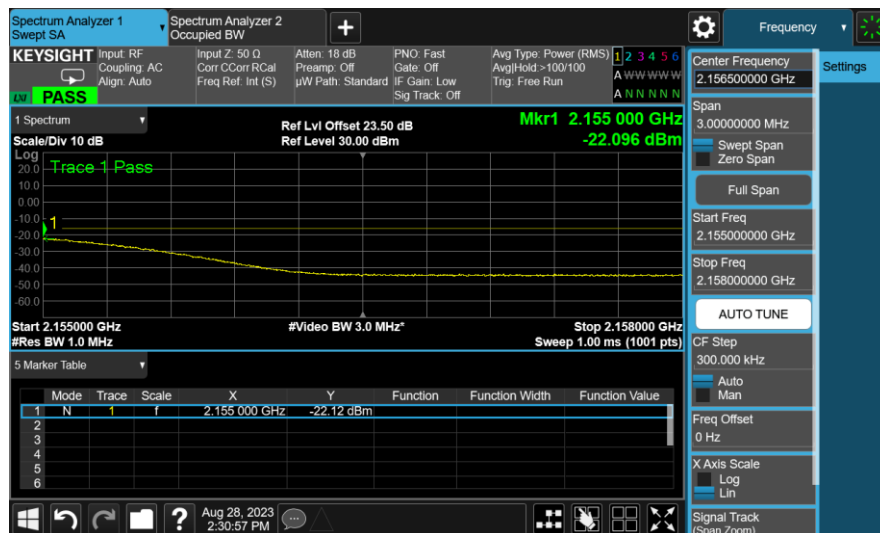 Spectrum Analyzer 1
Swept SA
Spectrum Analyzer 2
Occupied BW
+
Frequency
KEYSIGHT
Input: RF
Coupling: AC
Align: Auto
Input Z: 50 Ω
Corr CCorr RCal
Freq Ref: Int (S)
Atten: 18 dB
Preamp: Off
µW Path: Standard
PNO: Fast
Gate: Off
IF Gain: Low
Sig Track: Off
Avg Type: Power (RMS)
Avg|Hold:>100/100
Trig: Free Run
1 2 3 4 5 6
A W W W W W
A N N N N N
LXI PASS
Center Frequency
2.156500000 GHz
Settings
Span
3.00000000 MHz
Swept Span
Zero Span
Full Span
Start Freq
2.155000000 GHz
Stop Freq
2.158000000 GHz
AUTO TUNE
CF Step
300.000 kHz
Auto
Man
Freq Offset
0 Hz
X Axis Scale
Log
Lin
Signal Track
(Span Zoom)
1 Spectrum
Scale/Div 10 dB
Ref Lvl Offset 23.50 dB
Ref Level 30.00 dBm
Mkr1 2.155 000 GHz
-22.096 dBm
Log
Trace 1 Pass
20.0
10.0
0.00
-10.0
-20.0
-30.0
-40.0
-50.0
-60.0
1
Start 2.155000 GHz
#Res BW 1.0 MHz
#Video BW 3.0 MHz*
Stop 2.158000 GHz
Sweep 1.00 ms (1001 pts)
5 Marker Table
Mode Trace Scale X Y Function Function Width Function Value
1 N 1 f 2.155 000 GHz -22.12 dBm
2
3
4
5
6
?
Aug 28, 2023
2:30:57 PM